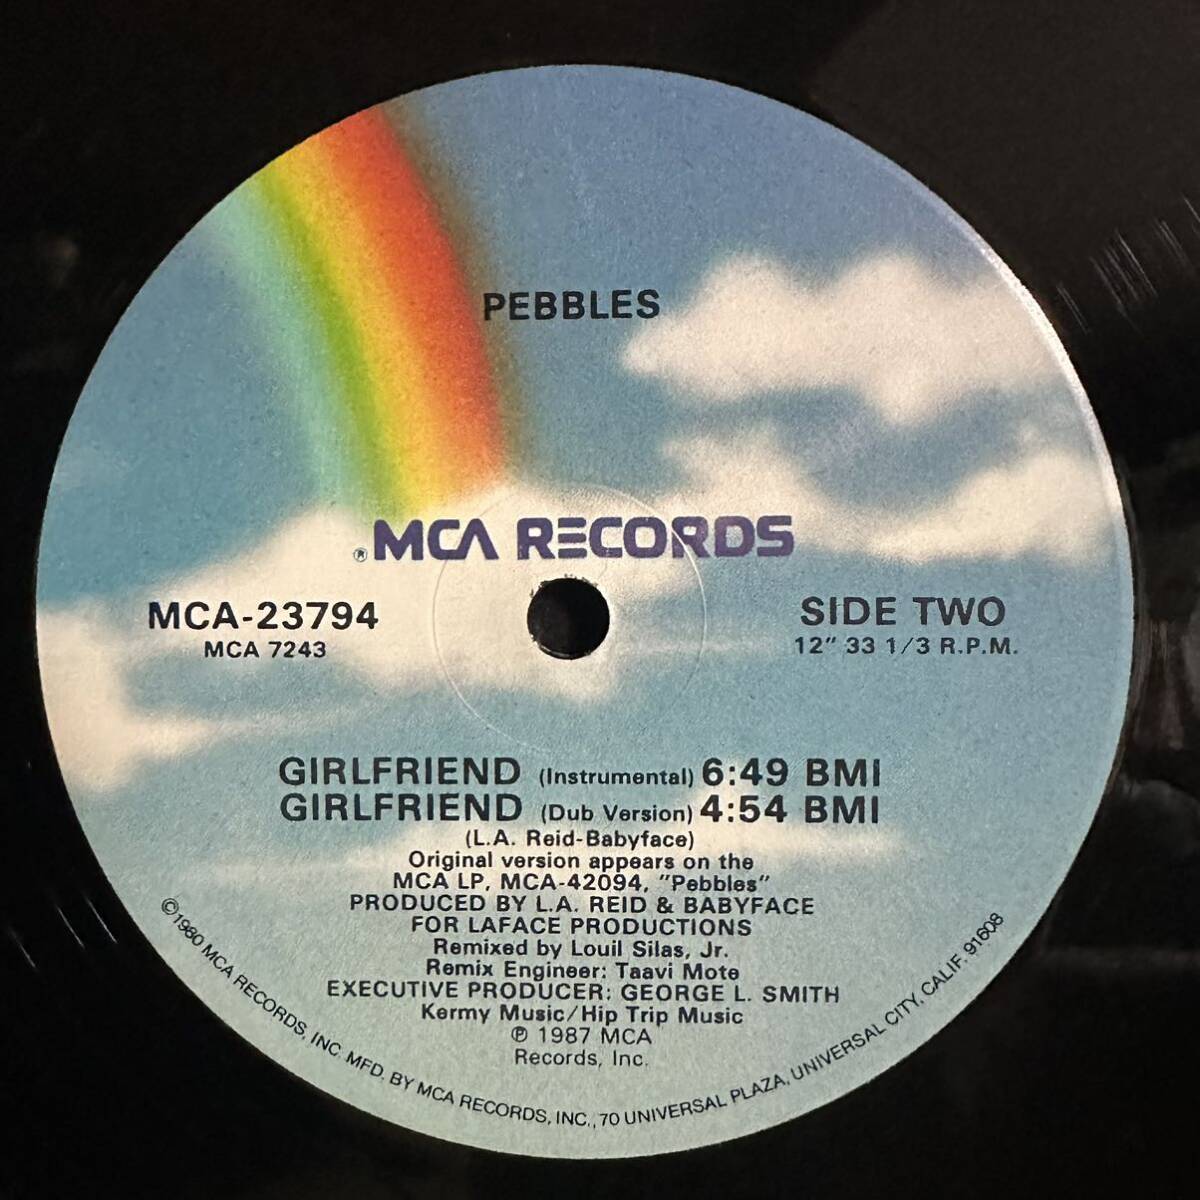 PEBBLES
® MCA RECORDS
MCA-23794
MCA 7243
SIDE TWO
12" 33 1/3 R.P.M.
GIRLFRIEND (Instrumental) 6:49 BMI
GIRLFRIEND (Dub Version) 4:54 BMI
(L.A. Reid-Babyface)
Original version appears on the
MCA LP, MCA-42094, "Pebbles"
PRODUCED BY L.A. REID & BABYFACE
FOR LAFACE PRODUCTIONS
Remixed by Louil Silas, Jr.
Remix Engineer: Taavi Mote
EXECUTIVE PRODUCER: GEORGE L. SMITH
Kermy Music/Hip Trip Music
℗ 1987 MCA
Records, Inc.
©1980 MCA RECORDS, INC. MFD. BY MCA RECORDS, INC., 70 UNIVERSAL PLAZA, UNIVERSAL CITY, CALIF. 91608